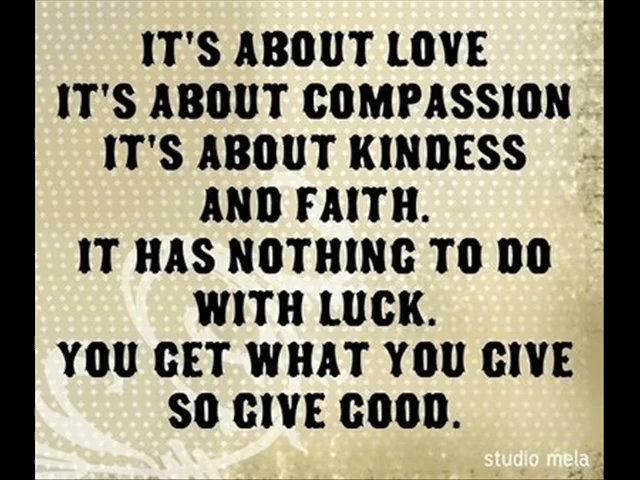 IT'S ABOUT LOVE
IT'S ABOUT COMPASSION
IT'S ABOUT KINDESS
AND FAITH.
IT HAS NOTHING TO DO
WITH LUCK.
YOU GET WHAT YOU GIVE
SO GIVE GOOD.
studio mela